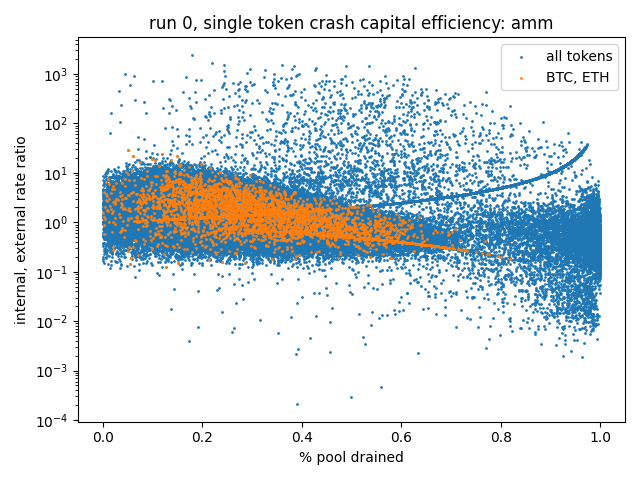 run 0, single token crash capital efficiency: amm
all tokens
BTC, ETH
internal, external rate ratio
10³
10²
10¹
10⁰
10⁻¹
10⁻²
10⁻³
10⁻⁴
0.0 0.2 0.4 0.6 0.8 1.0
% pool drained